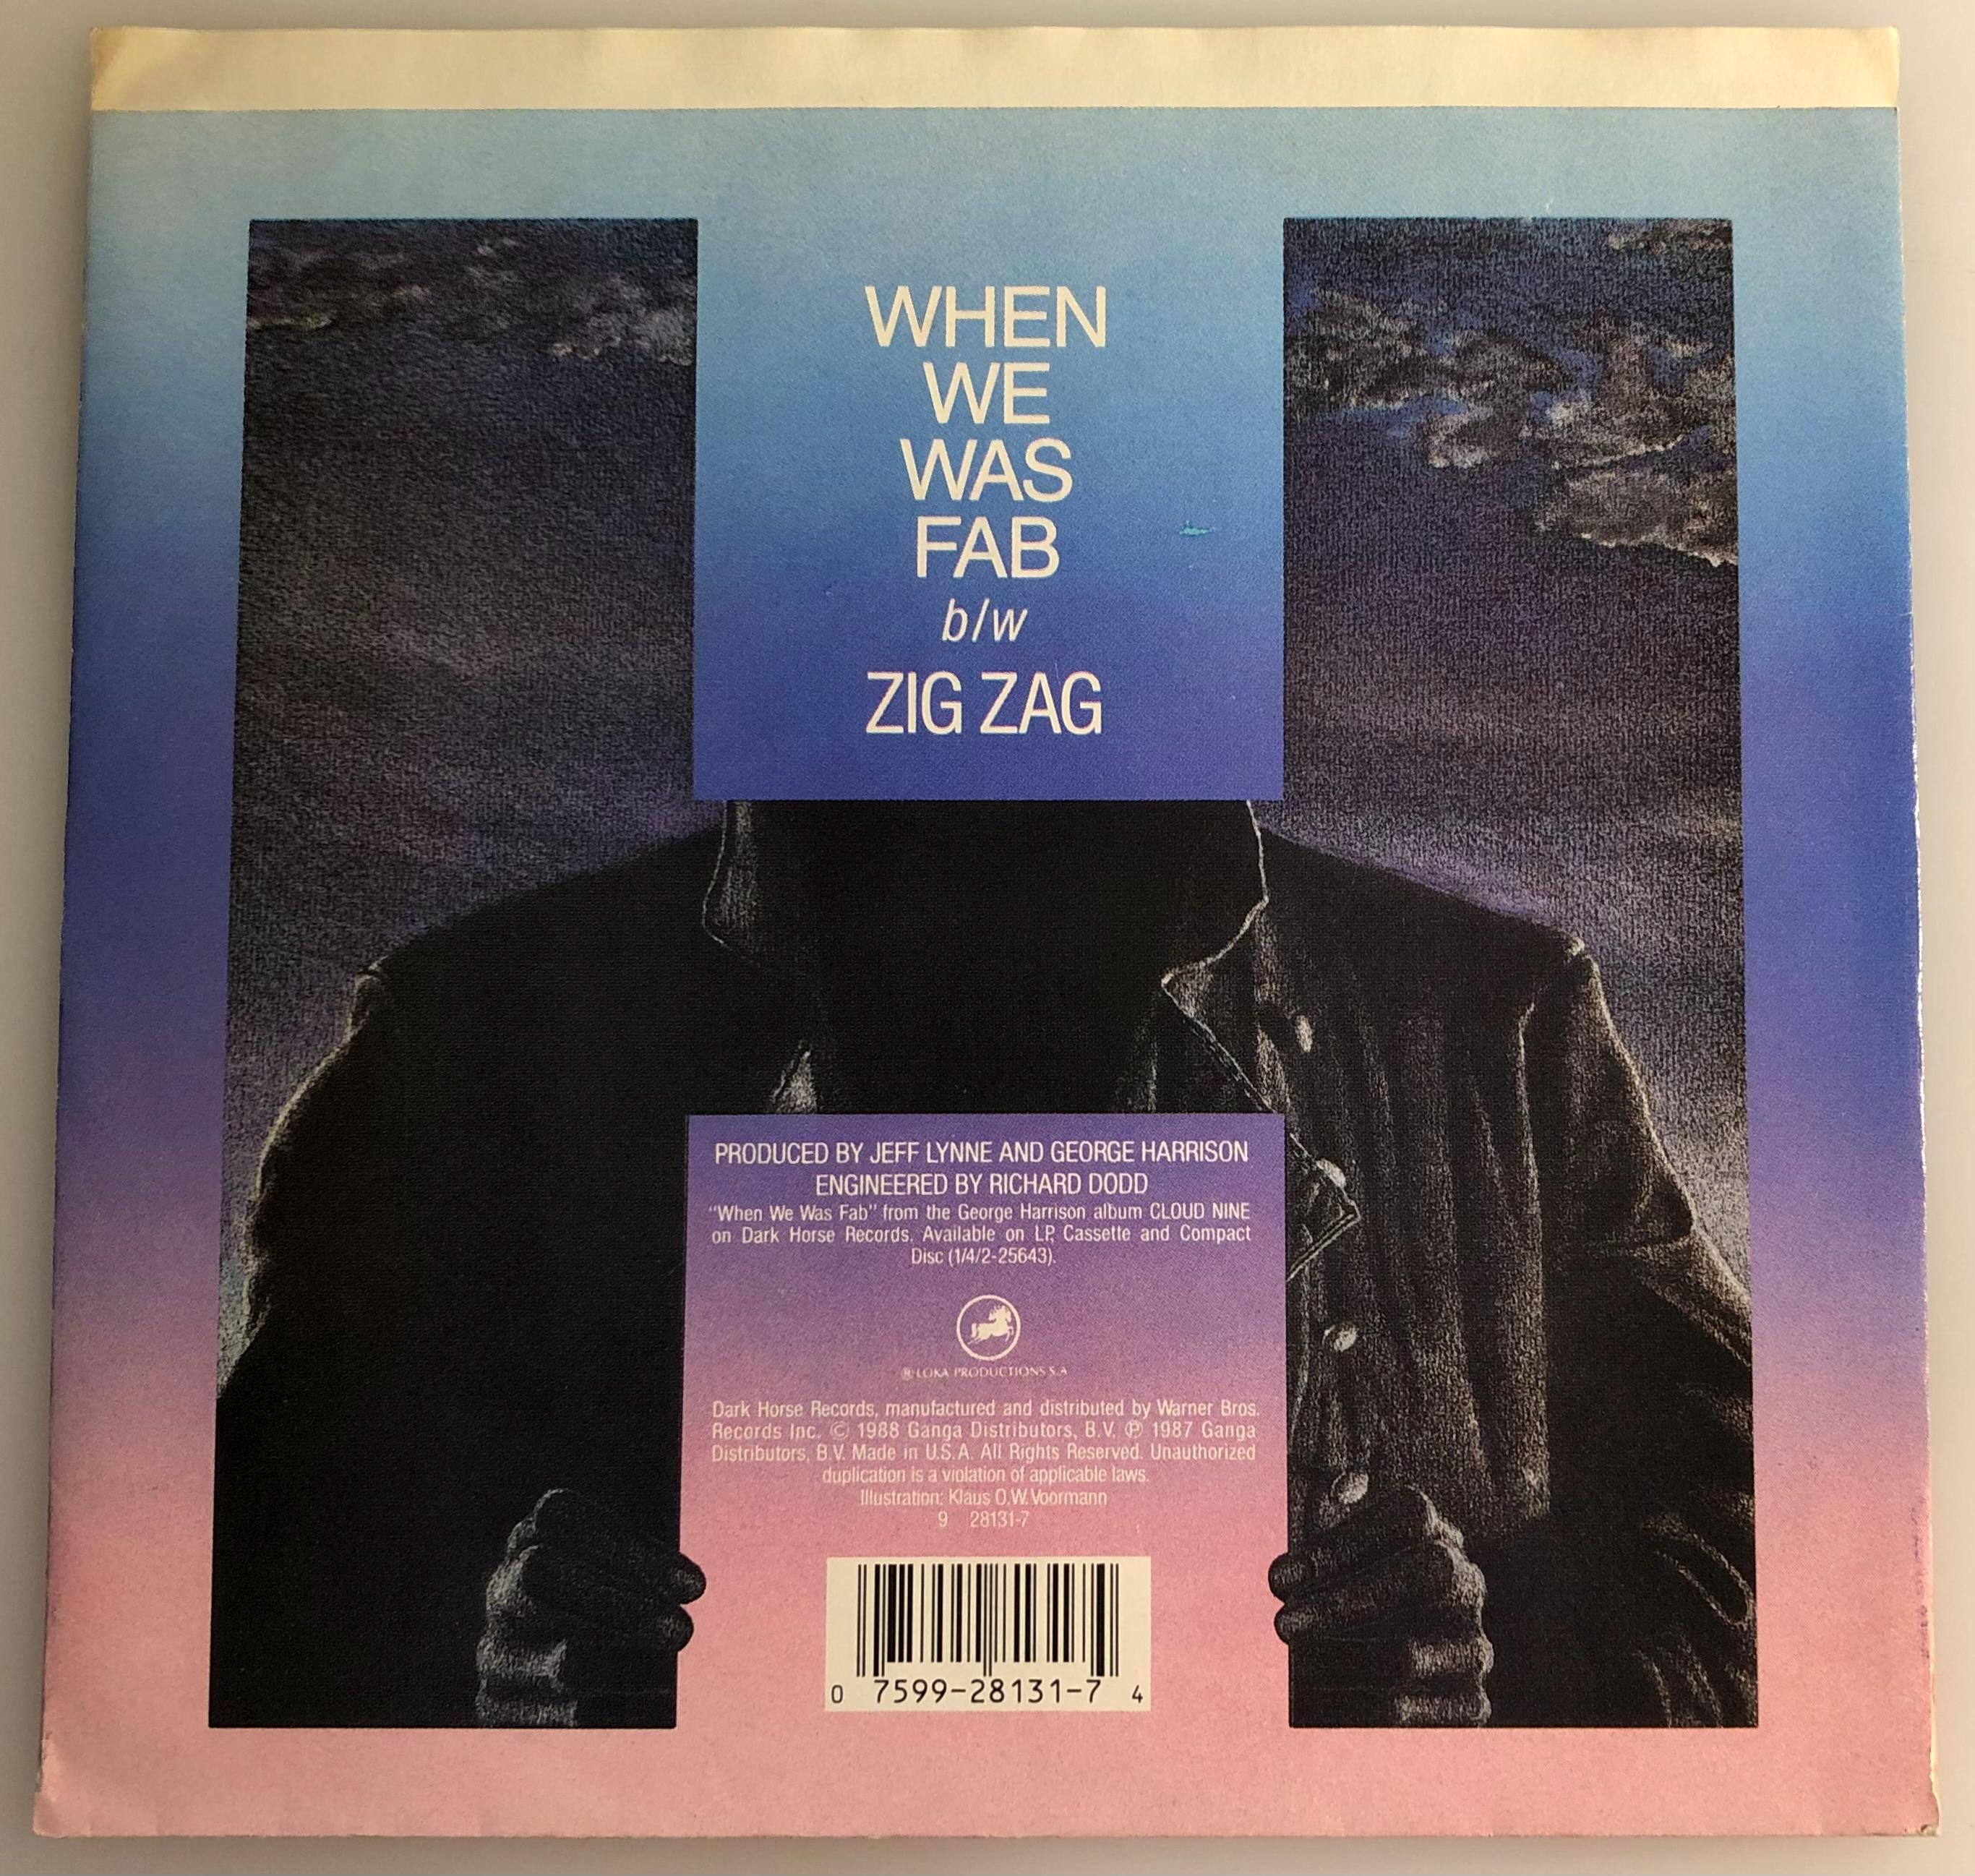 WHEN
WE
WAS
FAB
b/w
ZIG ZAG
PRODUCED BY JEFF LYNNE AND GEORGE HARRISON
ENGINEERED BY RICHARD DODD
"When We Was Fab" from the George Harrison album CLOUD NINE
on Dark Horse Records. Available on LP, Cassette and Compact
Disc (1/4/2-25643).
® LOKA PRODUCTIONS S.A
Dark Horse Records, manufactured and distributed by Warner Bros.
Records Inc. © 1988 Ganga Distributors, B.V. ℗ 1987 Ganga
Distributors, B.V. Made in U.S.A. All Rights Reserved. Unauthorized
duplication is a violation of applicable laws.
Illustration: Klaus O.W. Voormann
9 28131-7
0 7599-28131-7 4